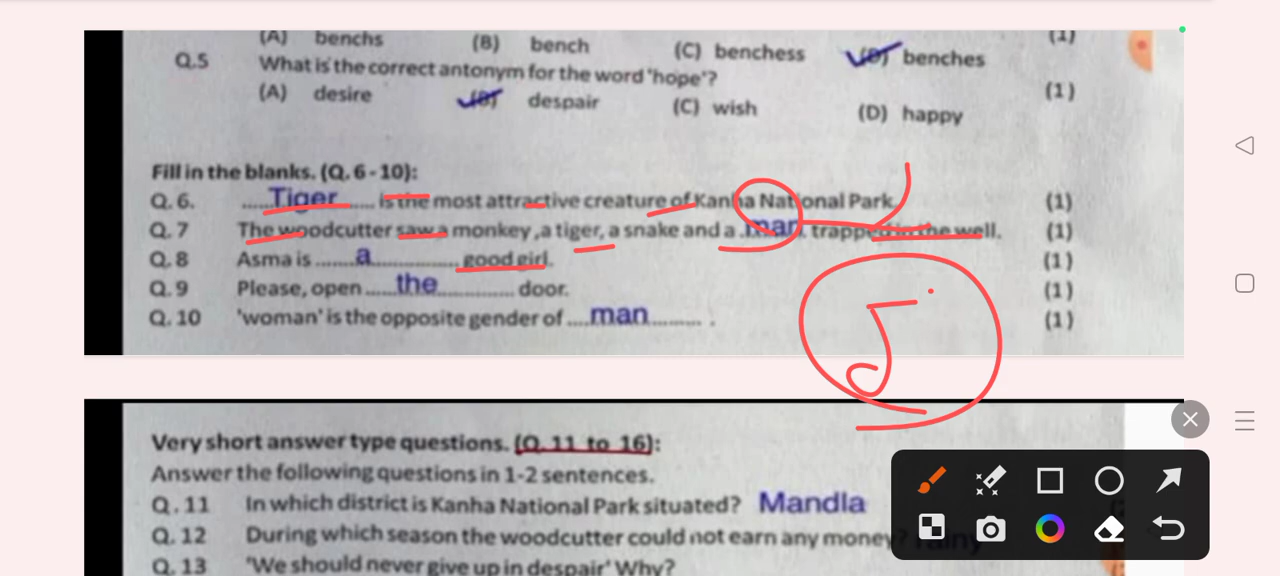 (A) benchs (B) bench (C) benchess (D) benches (1)
Q.5 What is the correct antonym for the word 'hope'?
(A) desire (B) despair (C) wish (D) happy (1)
Fill in the blanks. (Q. 6 - 10):
Q. 6. ......Tiger...... is the most attractive creature of Kanha National Park. (1)
Q. 7 The woodcutter saw a monkey ,a tiger, a snake and a .man. trapped in the well. (1)
Q. 8 Asma is .......a.............. good girl. (1)
Q. 9 Please, open .....the............. door. (1)
Q. 10 'woman' is the opposite gender of ....man......... . (1)
Very short answer type questions. (Q. 11 to 16):
Answer the following questions in 1-2 sentences.
Q. 11 In which district is Kanha National Park situated? Mandla
Q. 12 During which season the woodcutter could not earn any money?
Q. 13 'We should never give up in despair' Why?